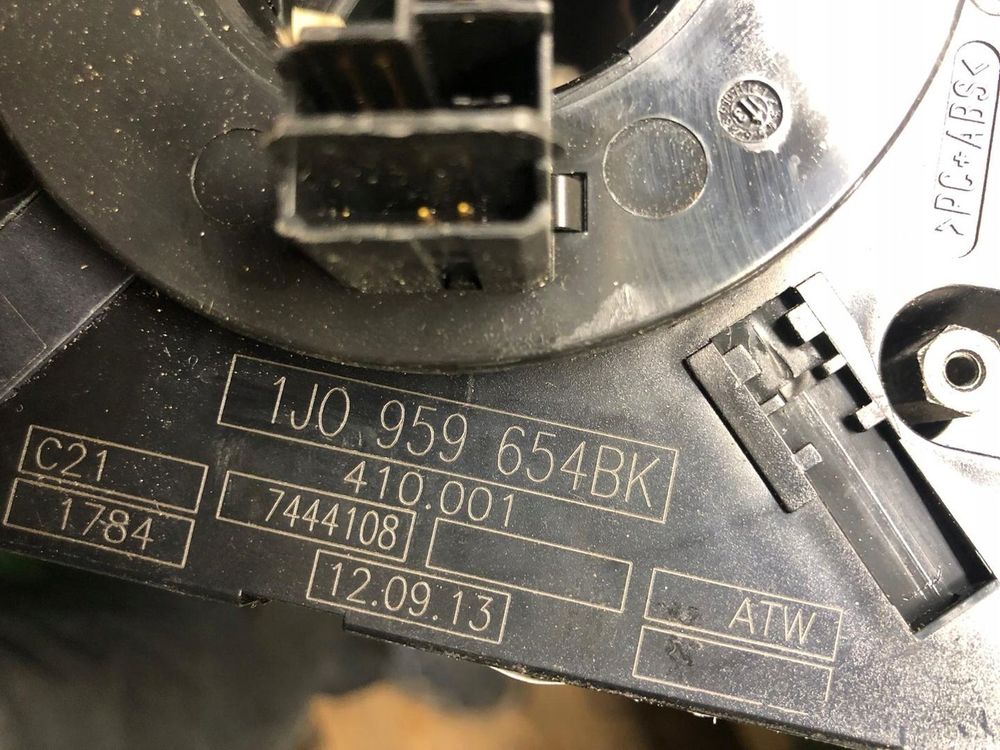 >PC+ABS<
1J0 959 654BK
410.001
C21
7444108
1784
12.09.13
ATW